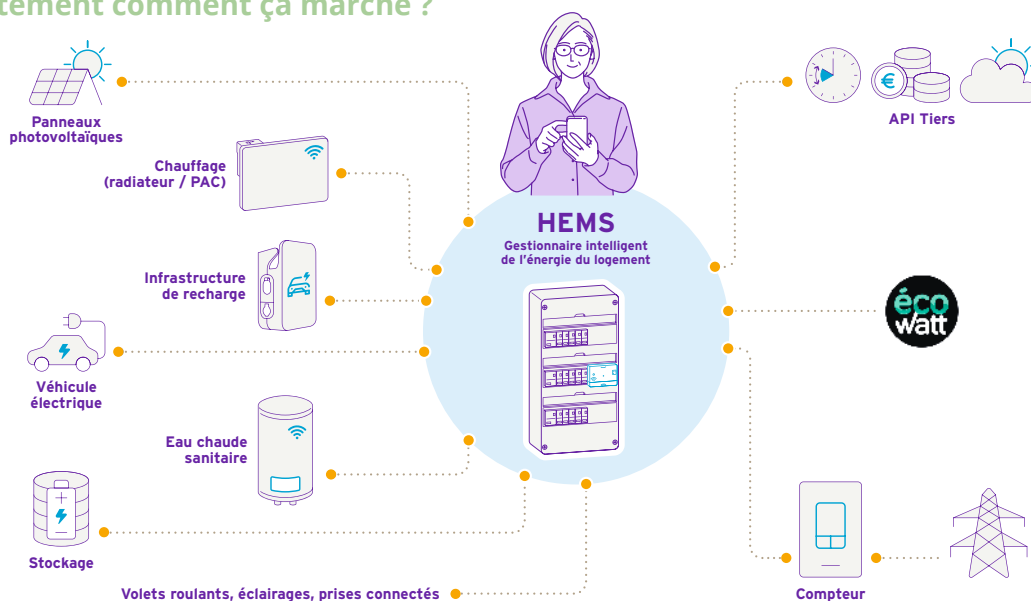 comment ça marche ?
Panneaux
photovoltaïques
Chauffage
(radiateur / PAC)
Infrastructure
de recharge
Véhicule
électrique
Eau chaude
sanitaire
Stockage
Volets roulants, éclairages, prises connectés
HEMS
Gestionnaire intelligent
de l'énergie du logement
€
API Tiers
éco
watt
Compteur